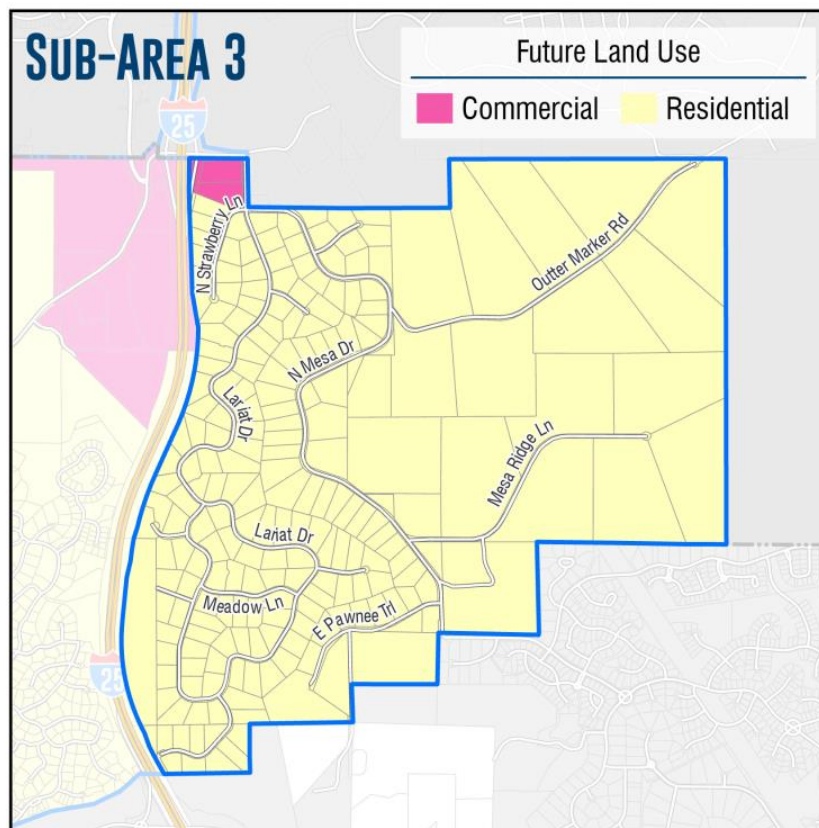 SUB-AREA 3
Future Land Use
Commercial
Residential
25
N Strawberry Ln
Outter Marker Rd
N Mesa Dr
Lariat Dr
Mesa Ridge Ln
Lariat Dr
Meadow Ln
E Pawnee Trl
25